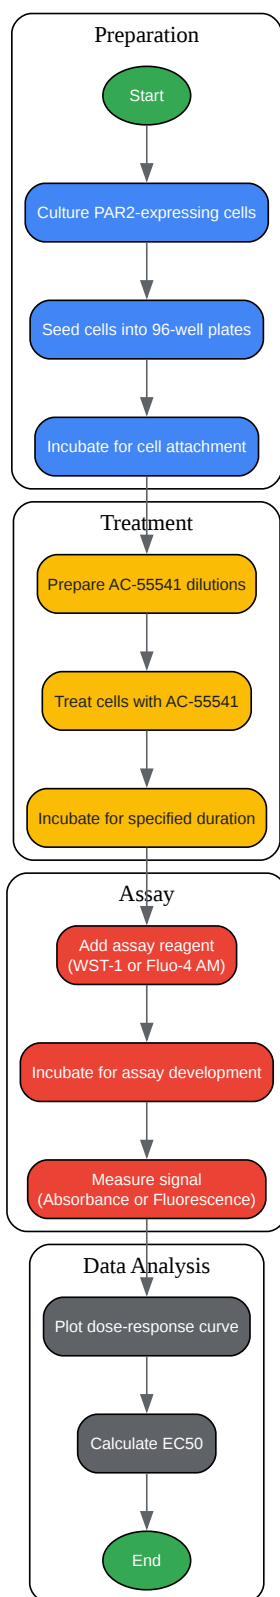 Preparation
Start
Culture PAR2-expressing cells
Seed cells into 96-well plates
Incubate for cell attachment
Treatment
Prepare AC-55541 dilutions
Treat cells with AC-55541
Incubate for specified duration
Assay
Add assay reagent
(WST-1 or Fluo-4 AM)
Incubate for assay development
Measure signal
(Absorbance or Fluorescence)
Data Analysis
Plot dose-response curve
Calculate EC50
End